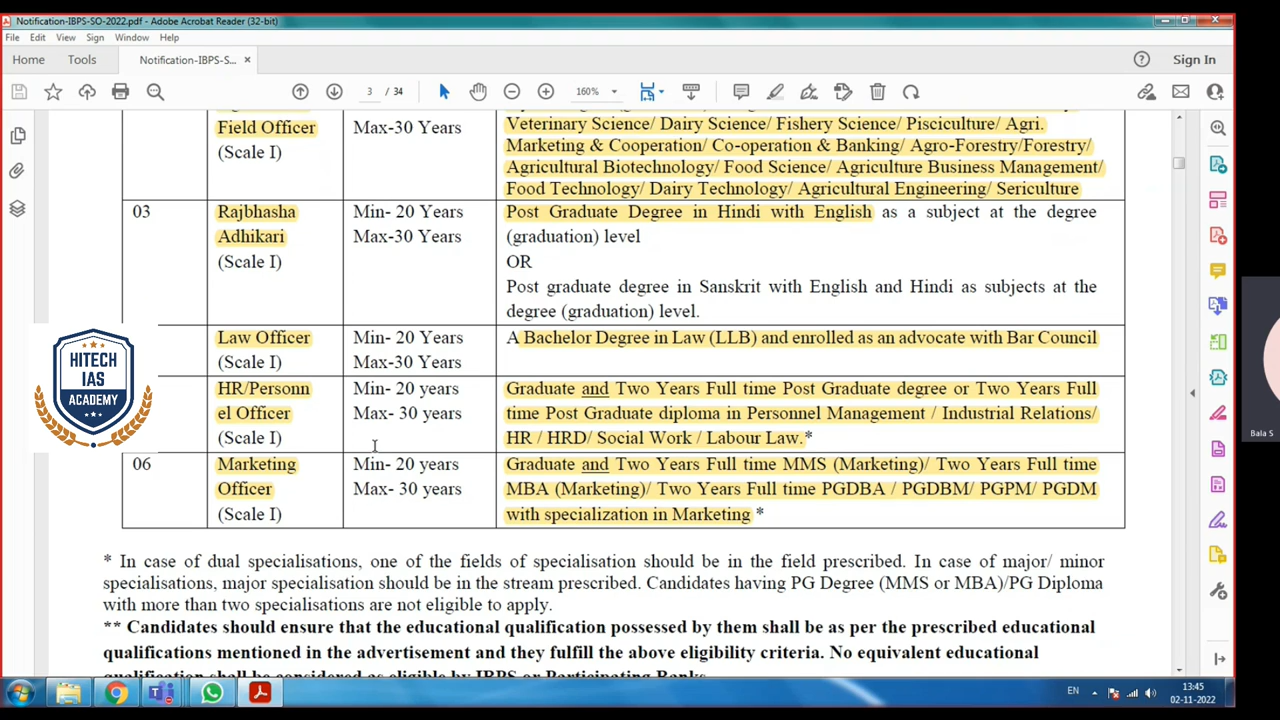 Notification-IBPS-SO-2022.pdf - Adobe Acrobat Reader (32-bit)
File Edit View Sign Window Help
Home Tools Notification-IBPS-S... × Sign In
3 / 34 160%
Field Officer Max-30 Years Veterinary Science/ Dairy Science/ Fishery Science/ Pisciculture/ Agri.
(Scale I) Marketing & Cooperation/ Co-operation & Banking/ Agro-Forestry/Forestry/
Agricultural Biotechnology/ Food Science/ Agriculture Business Management/
Food Technology/ Dairy Technology/ Agricultural Engineering/ Sericulture
03 Rajbhasha Min- 20 Years Post Graduate Degree in Hindi with English as a subject at the degree
Adhikari Max-30 Years (graduation) level
(Scale I) OR
Post graduate degree in Sanskrit with English and Hindi as subjects at the
degree (graduation) level.
Law Officer Min- 20 Years A Bachelor Degree in Law (LLB) and enrolled as an advocate with Bar Council
(Scale I) Max-30 Years
HR/Personn Min- 20 years Graduate and Two Years Full time Post Graduate degree or Two Years Full
el Officer Max- 30 years time Post Graduate diploma in Personnel Management / Industrial Relations/
(Scale I) HR / HRD/ Social Work / Labour Law.*
06 Marketing Min- 20 years Graduate and Two Years Full time MMS (Marketing)/ Two Years Full time
Officer Max- 30 years MBA (Marketing)/ Two Years Full time PGDBA / PGDBM/ PGPM/ PGDM
(Scale I) with specialization in Marketing *
HITECH
IAS
ACADEMY
* In case of dual specialisations, one of the fields of specialisation should be in the field prescribed. In case of major/ minor
specialisations, major specialisation should be in the stream prescribed. Candidates having PG Degree (MMS or MBA)/PG Diploma
with more than two specialisations are not eligible to apply.
** Candidates should ensure that the educational qualification possessed by them shall be as per the prescribed educational
qualifications mentioned in the advertisement and they fulfill the above eligibility criteria. No equivalent educational
qualification shall be considered as eligible by IBPS or Participating Banks
Bala S
EN 13:45
02-11-2022